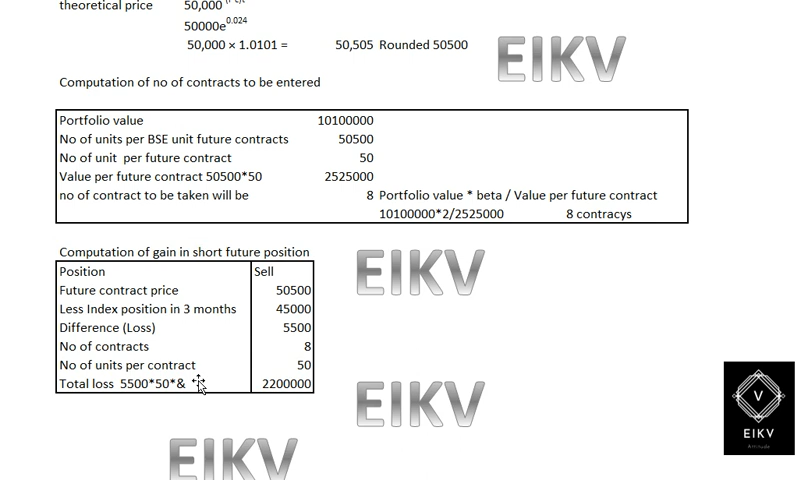 theoretical price 50,000
50000e0.024
50,000 × 1.0101 = 50,505 Rounded 50500
EIKV
Computation of no of contracts to be entered
Portfolio value 10100000
No of units per BSE unit future contracts 50500
No of unit per future contract 50
Value per future contract 50500*50 2525000
no of contract to be taken will be 8 Portfolio value * beta / Value per future contract
10100000*2/2525000 8 contracys
Computation of gain in short future position
EIKV
Position Sell
Future contract price 50500
Less Index position in 3 months 45000
Difference (Loss) 5500
No of contracts 8
No of units per contract 50
Total loss 5500*50*& 2200000
EIKV
V
EIKV
EIKV